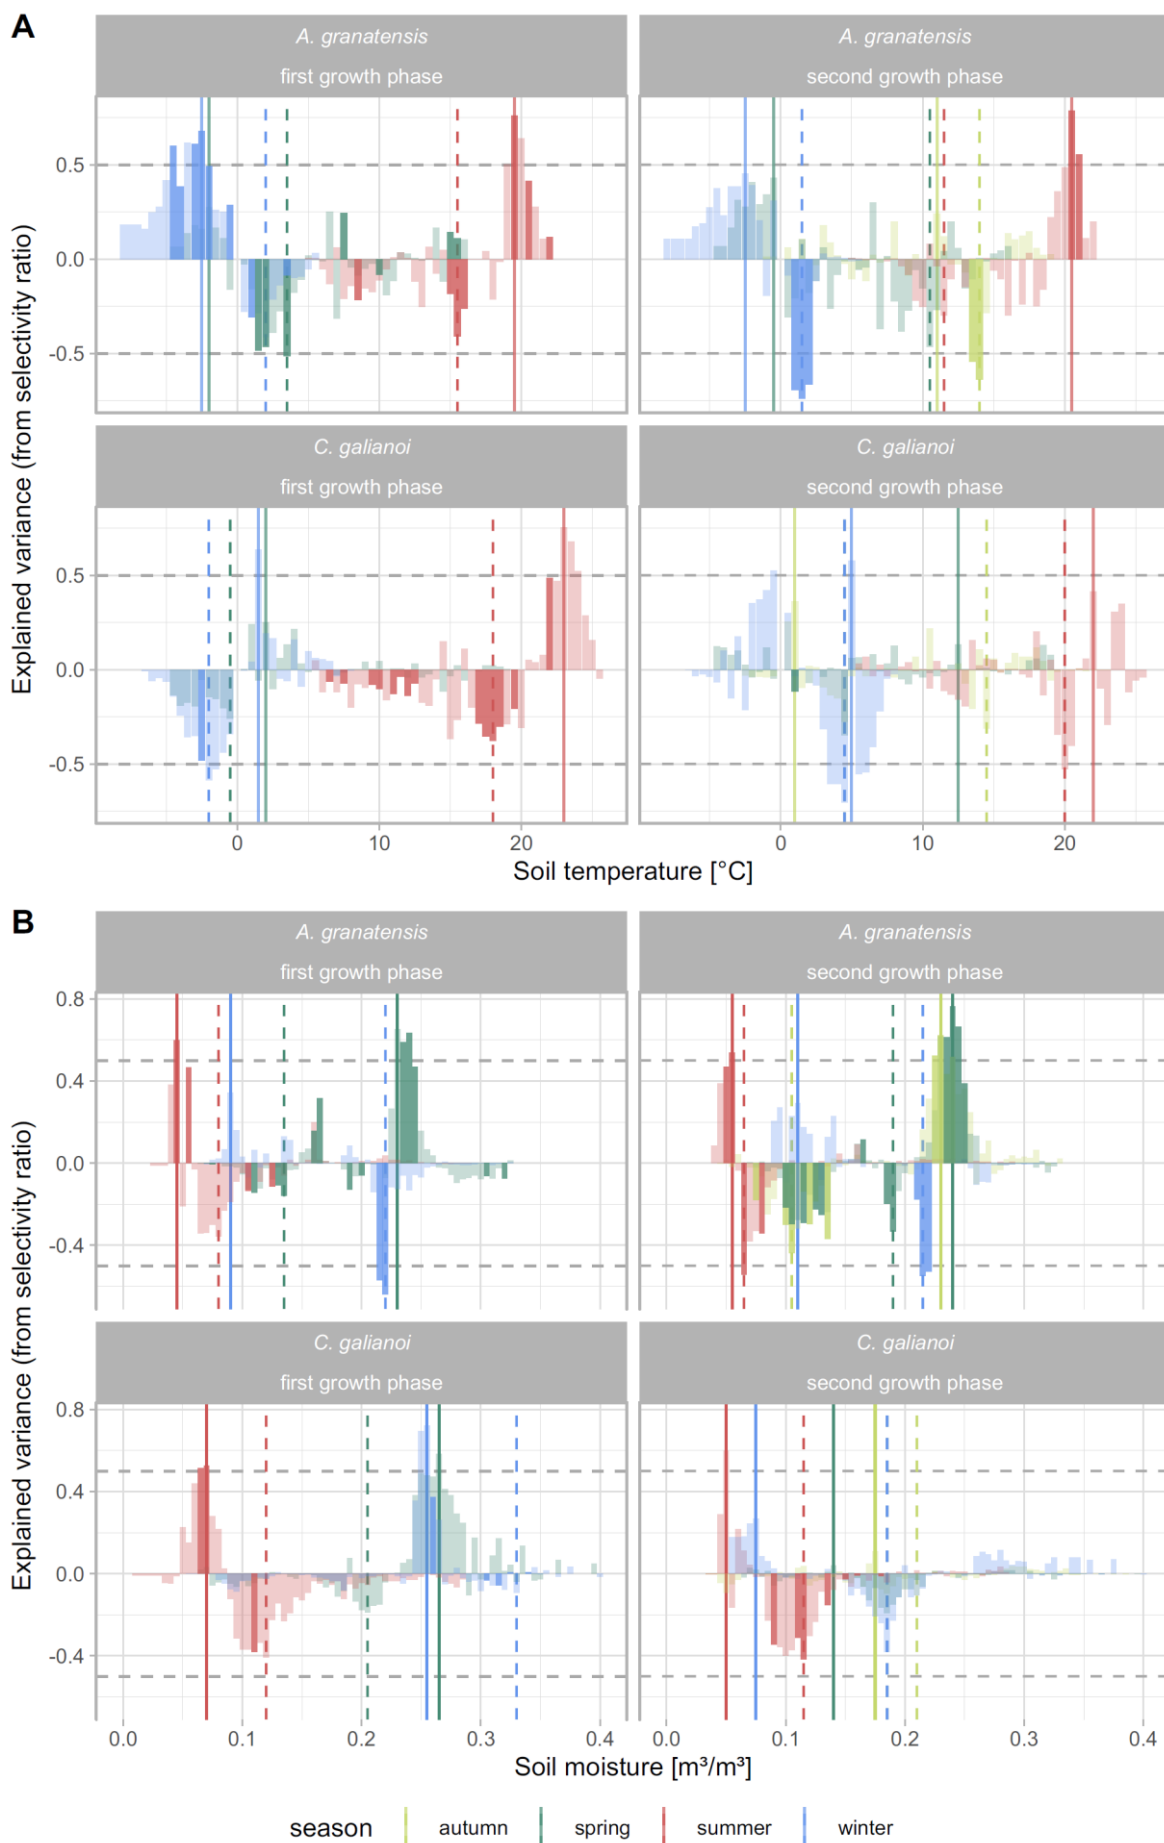 A
A. granatensis
first growth phase
A. granatensis
second growth phase
0.5
0.0
-0.5
C. galianoi
first growth phase
C. galianoi
second growth phase
0.5
0.0
-0.5
Explained variance (from selectivity ratio)
0
10
20
0
10
20
Soil temperature [°C]
B
A. granatensis
first growth phase
A. granatensis
second growth phase
0.8
0.4
0.0
-0.4
C. galianoi
first growth phase
C. galianoi
second growth phase
0.8
0.4
0.0
-0.4
Explained variance (from selectivity ratio)
0.0
0.1
0.2
0.3
0.4
0.0
0.1
0.2
0.3
0.4
Soil moisture [m³/m³]
season
autumn
spring
summer
winter